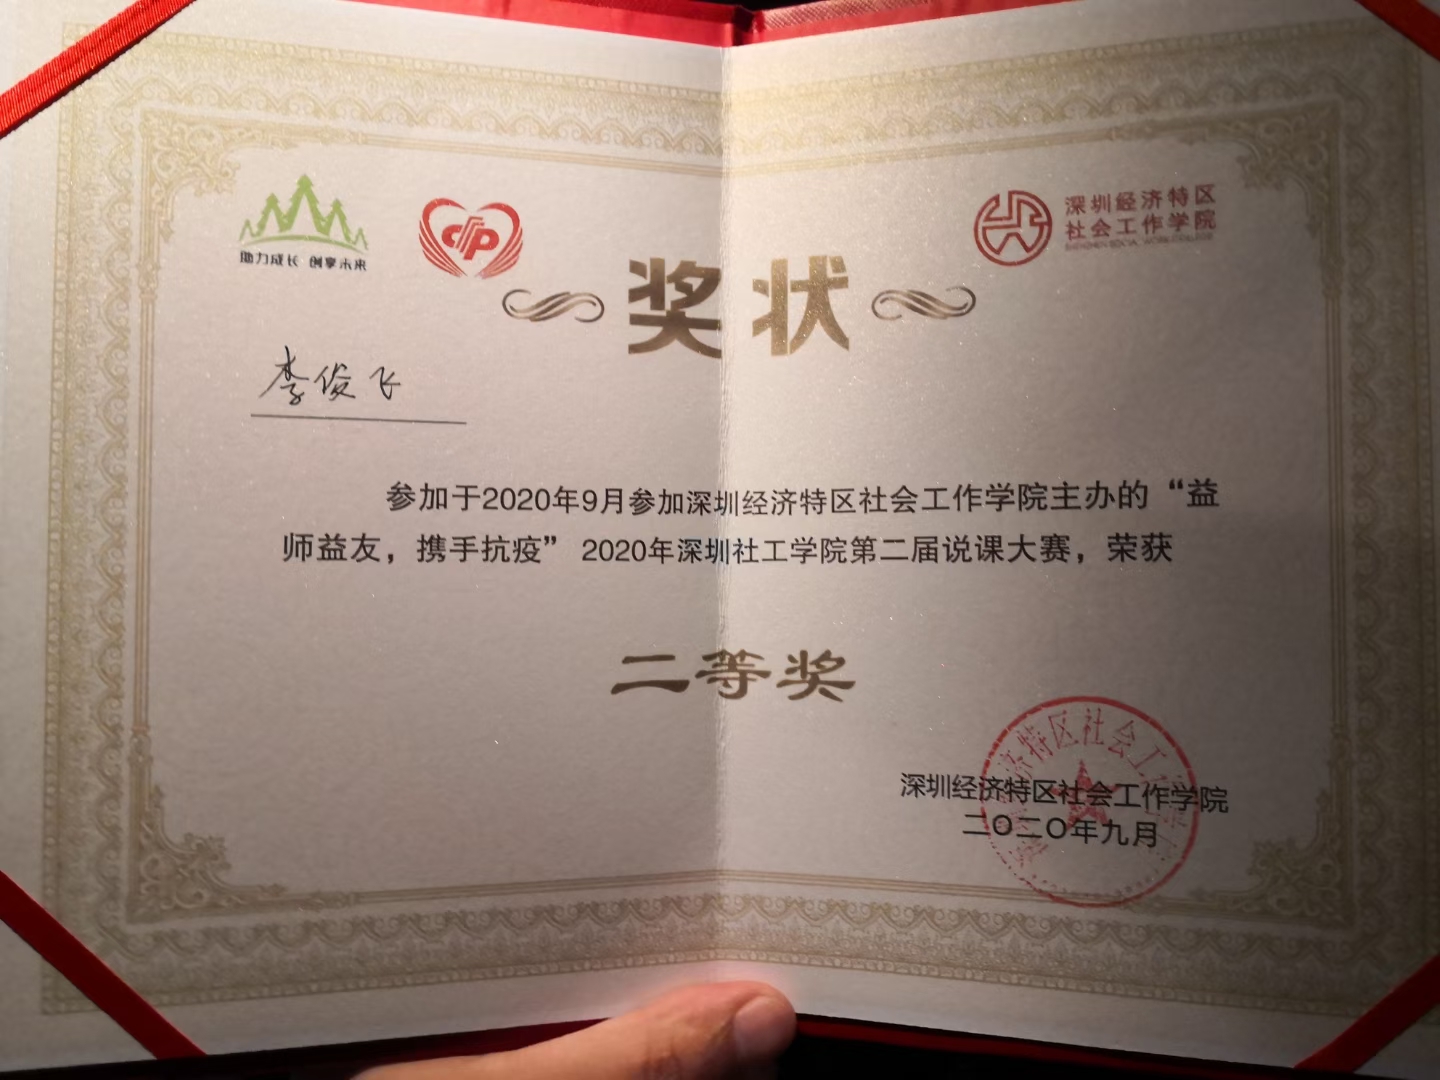 助力成长 创享未来
深圳经济特区
社会工作学院
SHENZHEN SOCIAL WORK COLLEGE
奖状
李俊飞
参加于2020年9月参加深圳经济特区社会工作学院主办的“益
师益友，携手抗疫” 2020年深圳社工学院第二届说课大赛，荣获
二等奖
深圳经济特区社会工作学院
二〇二〇年九月